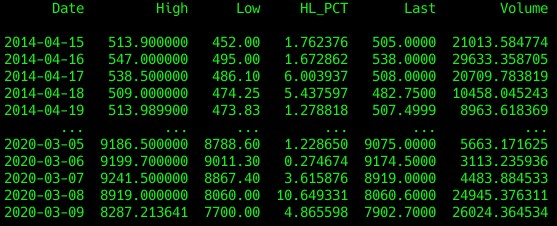 Date High Low HL_PCT Last Volume
2014-04-15 513.900000 452.00 1.762376 505.0000 21013.584774
2014-04-16 547.000000 495.00 1.672862 538.0000 29633.358705
2014-04-17 538.500000 486.10 6.003937 508.0000 20709.783819
2014-04-18 509.000000 474.25 5.437597 482.7500 10458.045243
2014-04-19 513.989900 473.83 1.278818 507.4999 8963.618369
... ... ... ... ... ...
2020-03-05 9186.500000 8788.60 1.228650 9075.0000 5663.171625
2020-03-06 9199.700000 9011.30 0.274674 9174.5000 3113.235936
2020-03-07 9241.500000 8867.40 3.615876 8919.0000 4483.884533
2020-03-08 8919.000000 8060.00 10.649331 8060.6000 24945.376311
2020-03-09 8287.213641 7700.00 4.865598 7902.7000 26024.364534